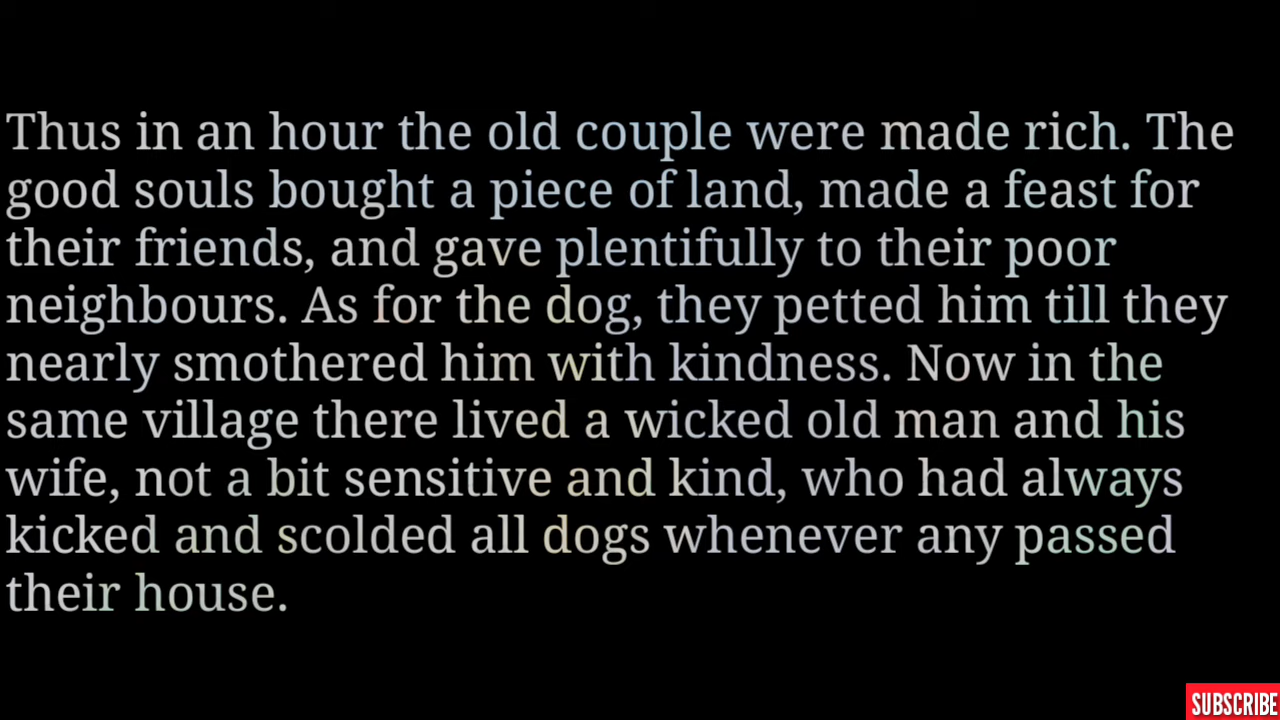 Thus in an hour the old couple were made rich. The
good souls bought a piece of land, made a feast for
their friends, and gave plentifully to their poor
neighbours. As for the dog, they petted him till they
nearly smothered him with kindness. Now in the
same village there lived a wicked old man and his
wife, not a bit sensitive and kind, who had always
kicked and scolded all dogs whenever any passed
their house.
SUBSCRIBE